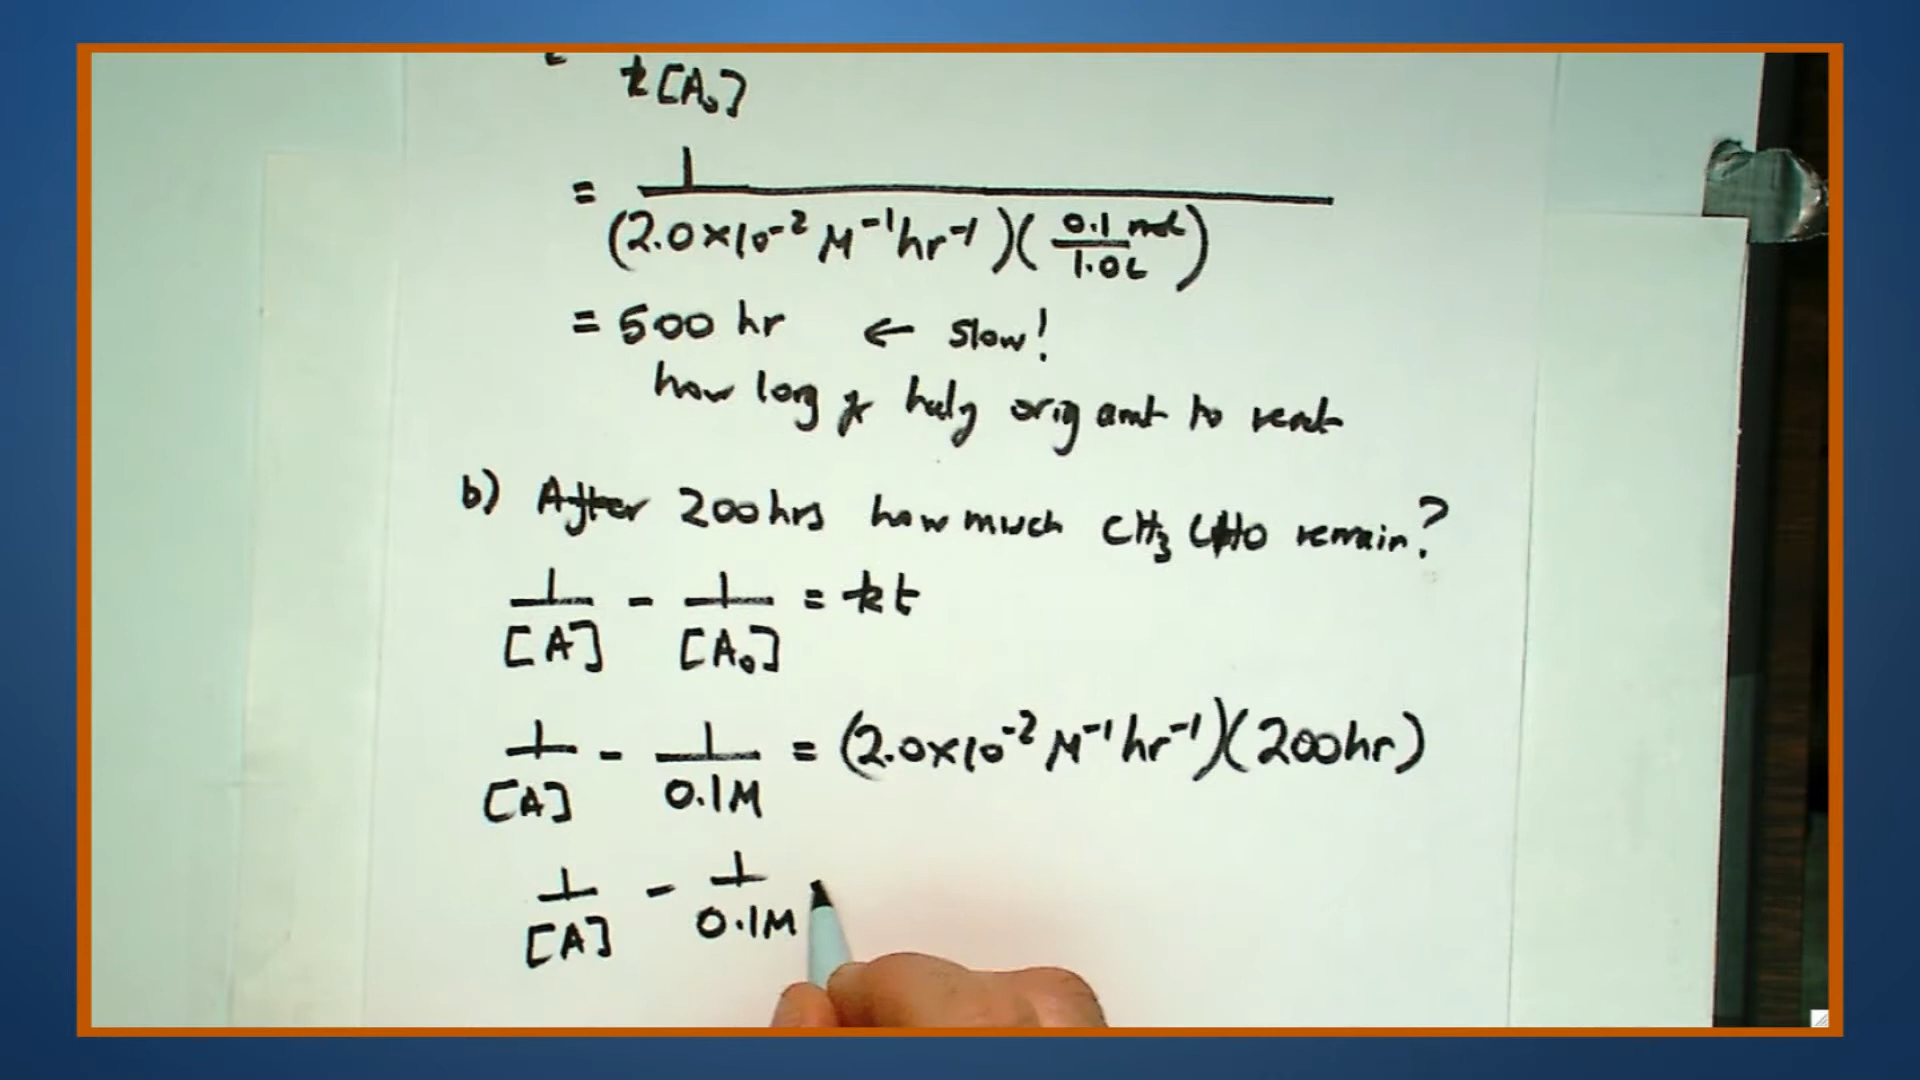 k[A₀]
= 1
(2.0×10⁻² M⁻¹hr⁻¹)(0.1 mol / 1.0L)
= 500 hr ← slow!
how long for half orig amt to react
b) After 200hrs how much CH₃CHO remain?
1/[A] - 1/[A₀] = kt
1/[A] - 1/0.1M = (2.0×10⁻² M⁻¹hr⁻¹)(200hr)
1/[A] - 1/0.1M